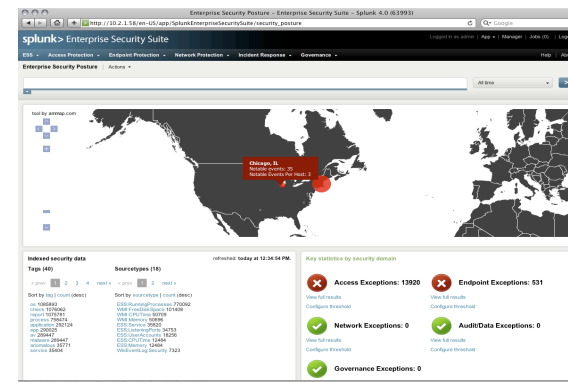 Enterprise Security Posture – Enterprise Security Suite – Splunk 4.0 (63993)
http://10.2.1.58/en-US/app/SplunkEnterpriseSecuritySuite/security_posture
Google
splunk> Enterprise Security Suite
Logged in as admin | App | Manager | Jobs (0) |
ESS Access Protection Endpoint Protection Network Protection Incident Response Governance
Help |
Enterprise Security Posture | Actions
All time
tool by ammap.com
Chicago, IL
Notable events: 35
Notable Events Per Host: 3
Indexed security data
refreshed: today at 12:34:54 PM.
Tags (40)
Sourcetypes (18)
« prev 1 2 3 4 next »
« prev 1 2 next »
Sort by tag | count (desc)
Sort by sourcetype | count (desc)
os 1085893
check 1076062
report 1075781
process 758474
application 292124
app 290025
av 289447
malware 289447
anomalous 35771
service 35404
ESS:RunningProcesses 770092
WMI:FreeDiskSpace 101409
WMI:CPUTime 50709
WMI:Memory 50696
ESS:Service 35820
ESS:ListeningPorts 34753
ESS:UserAccounts 18256
ESS:CPUTime 12484
ESS:Memory 12484
WinEventLog:Security 7323
Key statistics by security domain
Access Exceptions: 13920
View full results
Configure threshold
Endpoint Exceptions: 531
View full results
Configure threshold
Network Exceptions: 0
View full results
Configure threshold
Audit/Data Exceptions: 0
View full results
Configure threshold
Governance Exceptions: 0